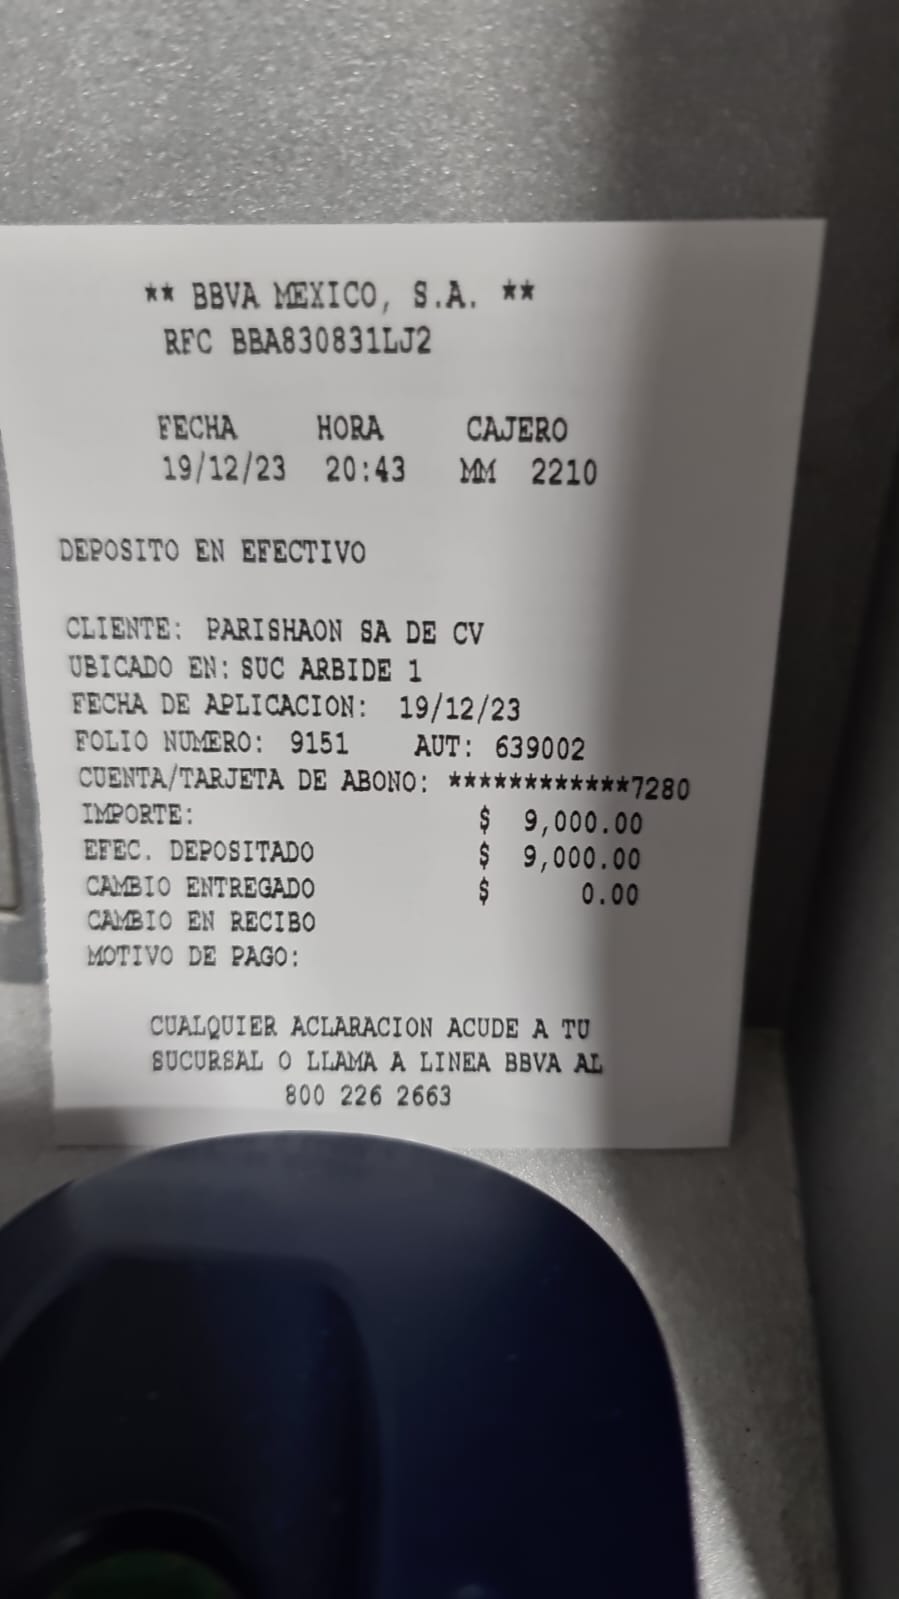 ** BBVA MEXICO, S.A. **
RFC BBA830831LJ2
FECHA HORA CAJERO
19/12/23 20:43 MM 2210
DEPOSITO EN EFECTIVO
CLIENTE: PARISHAON SA DE CV
UBICADO EN: SUC ARBIDE 1
FECHA DE APLICACION: 19/12/23
FOLIO NUMERO: 9151 AUT: 639002
CUENTA/TARJETA DE ABONO: ************7280
IMPORTE: $ 9,000.00
EFEC. DEPOSITADO $ 9,000.00
CAMBIO ENTREGADO $ 0.00
CAMBIO EN RECIBO
MOTIVO DE PAGO:
CUALQUIER ACLARACION ACUDE A TU
SUCURSAL O LLAMA A LINEA BBVA AL
800 226 2663